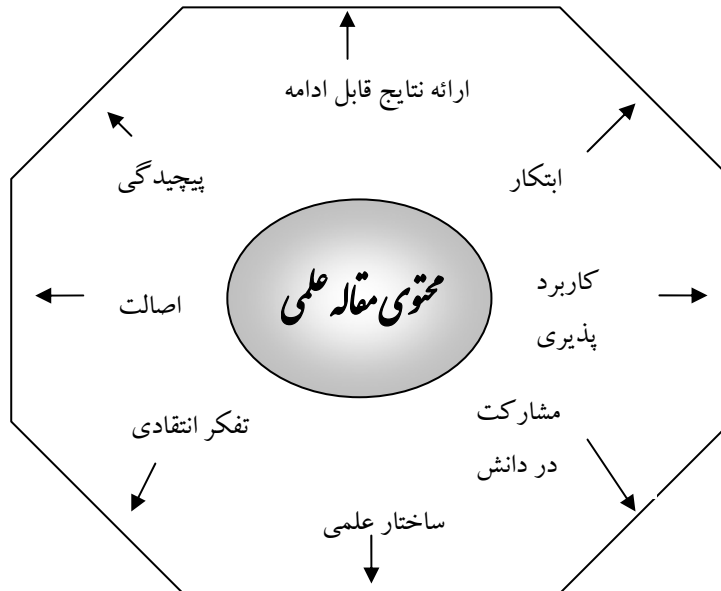 ارائه نتایج قابل ادامه
ابتکار
پیچیدگی
کاربرد
پذیری
محتوی مقاله علمی
اصالت
مشارکت
در دانش
تفکر انتقادی
ساختار علمی